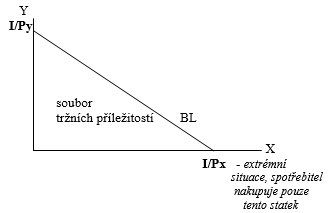 Y
I/Py
soubor
tržních příležitostí
BL
X
I/Px - extrémní
situace, spotřebitel
nakupuje pouze
tento statek